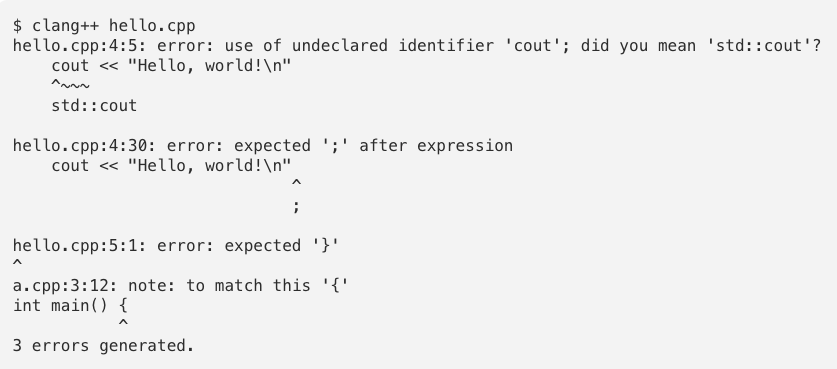 $ clang++ hello.cpp
hello.cpp:4:5: error: use of undeclared identifier 'cout'; did you mean 'std::cout'?
    cout << "Hello, world!\n"
    ^~~~
    std::cout

hello.cpp:4:30: error: expected ';' after expression
    cout << "Hello, world!\n"
                             ^
                             ;

hello.cpp:5:1: error: expected '}'
^
a.cpp:3:12: note: to match this '{'
int main() {
           ^
3 errors generated.